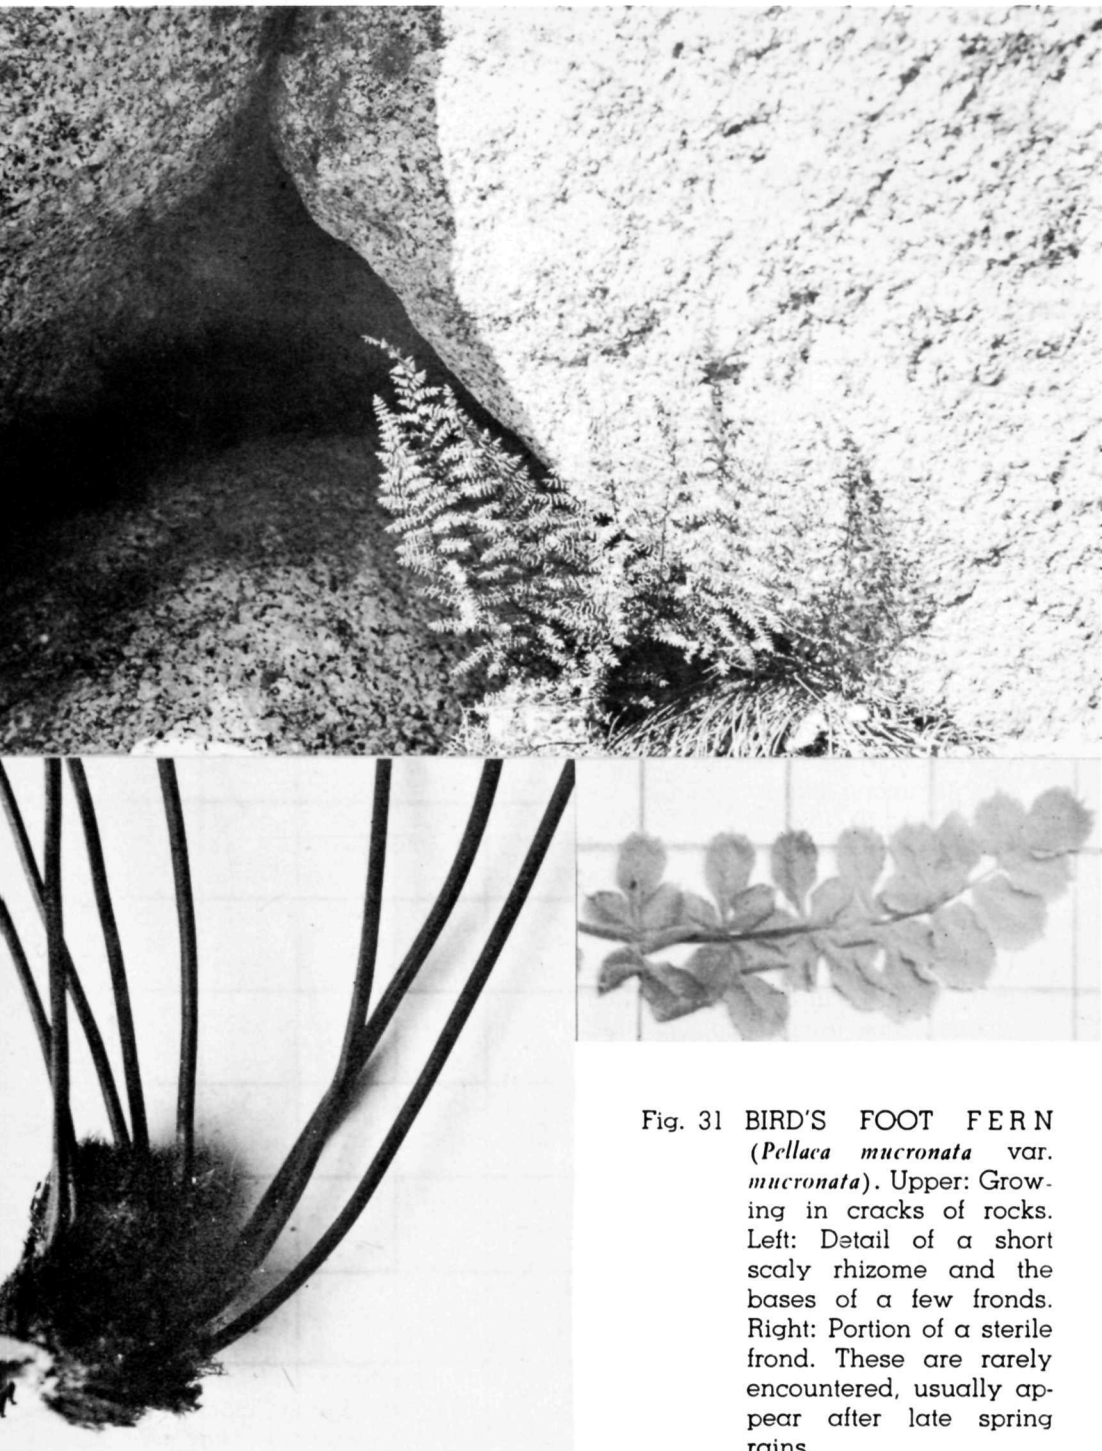 Fig. 31 BIRD'S FOOT FERN
(Pellaea mucronata var.
mucronata). Upper: Grow-
ing in cracks of rocks.
Left: Detail of a short
scaly rhizome and the
bases of a few fronds.
Right: Portion of a sterile
frond. These are rarely
encountered, usually ap-
pear after late spring
rains.